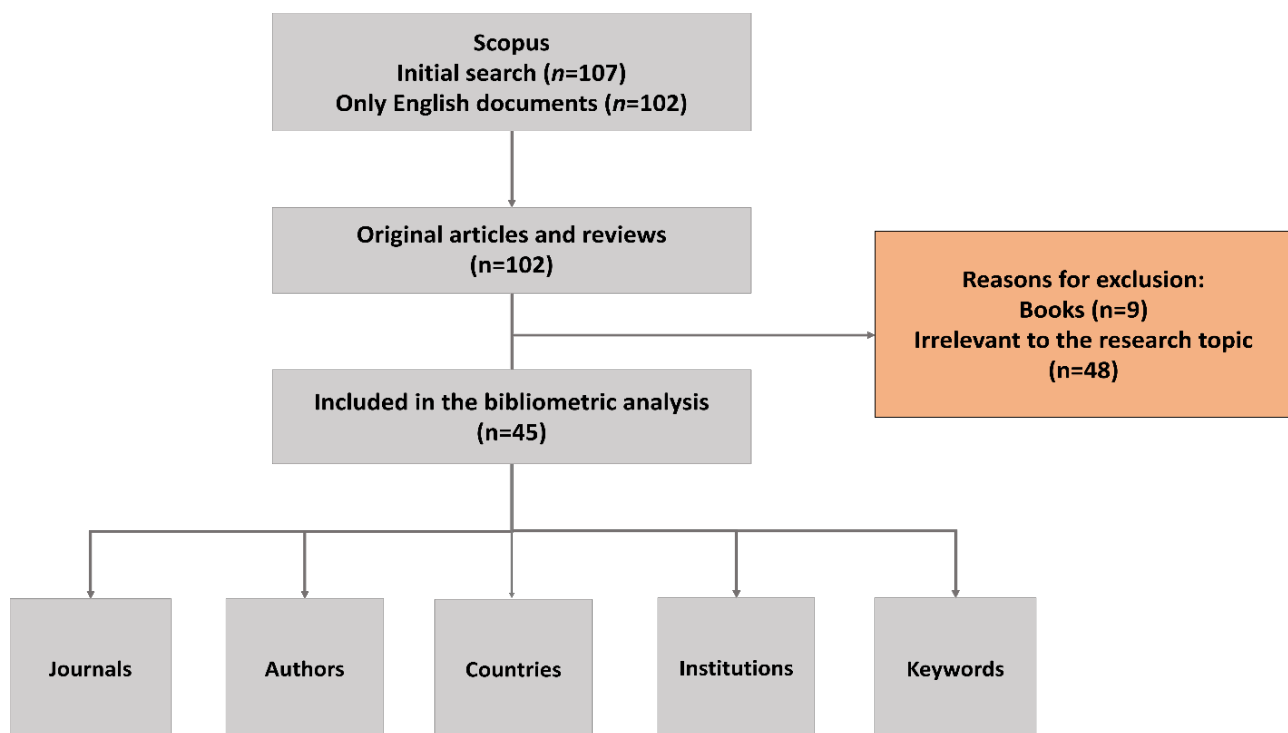 Scopus
Initial search (n=107)
Only English documents (n=102)
Original articles and reviews
(n=102)
Reasons for exclusion:
Books (n=9)
Irrelevant to the research topic
(n=48)
Included in the bibliometric analysis
(n=45)
Journals
Authors
Countries
Institutions
Keywords